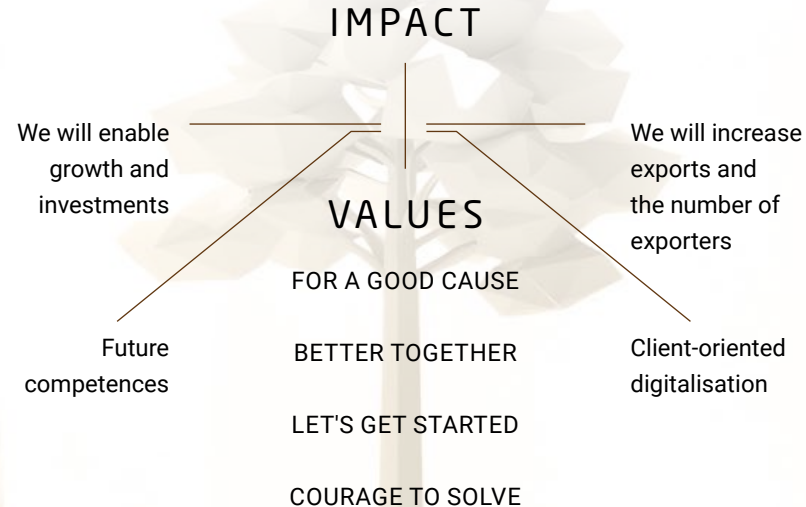 IMPACT
We will enable
growth and
investments
We will increase
exports and
the number of
exporters
VALUES
FOR A GOOD CAUSE
BETTER TOGETHER
LET'S GET STARTED
COURAGE TO SOLVE
Future
competences
Client-oriented
digitalisation